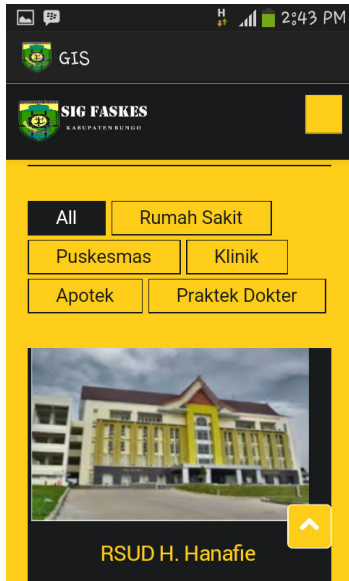 H 2:43 PM
GIS
SIG FASKES
KABUPATEN BUNGO
All Rumah Sakit
Puskesmas Klinik
Apotek Praktek Dokter
RSUD H. Hanafie